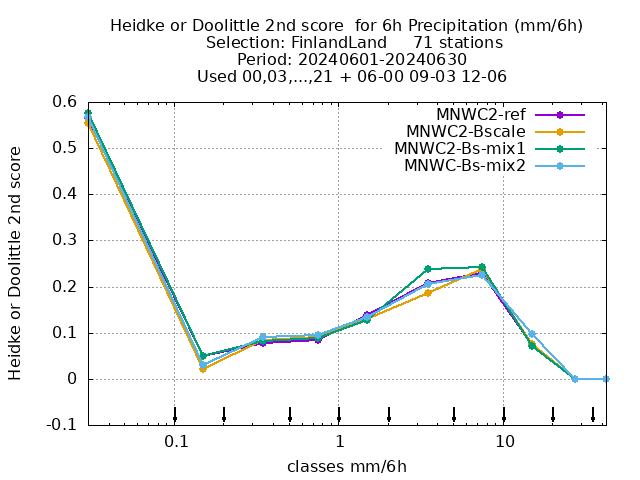 Heidke or Doolittle 2nd score  for 6h Precipitation (mm/6h)
Selection: FinlandLand     71 stations
Period: 20240601-20240630
Used 00,03,...,21 + 06-00 09-03 12-06
MNWC2-ref
MNWC2-Bscale
MNWC2-Bs-mix1
MNWC-Bs-mix2
Heidke or Doolittle 2nd score
0.6
0.5
0.4
0.3
0.2
0.1
0
-0.1
0.1 1 10
classes mm/6h